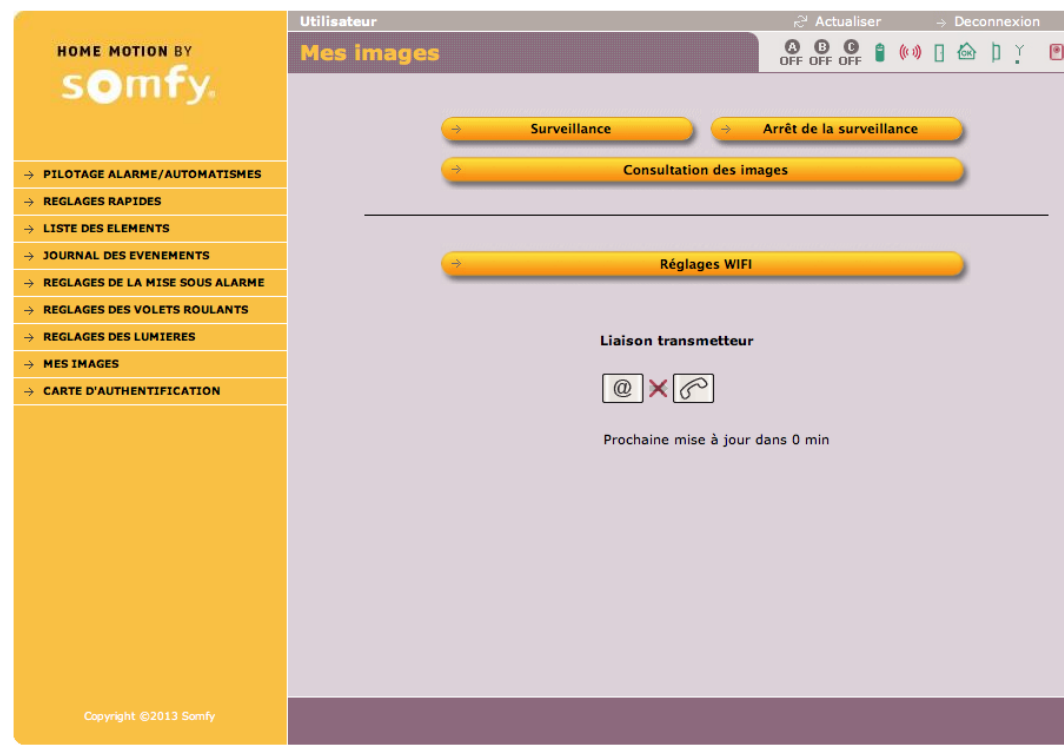 HOME MOTION BY
somfy.
Utilisateur
Actualiser
Deconnexion
Mes images
A B C
OFF OFF OFF
OK
PILOTAGE ALARME/AUTOMATISMES
REGLAGES RAPIDES
LISTE DES ELEMENTS
JOURNAL DES EVENEMENTS
REGLAGES DE LA MISE SOUS ALARME
REGLAGES DES VOLETS ROULANTS
REGLAGES DES LUMIERES
MES IMAGES
CARTE D'AUTHENTIFICATION
Surveillance
Arrêt de la surveillance
Consultation des images
Réglages WIFI
Liaison transmetteur
@
Prochaine mise à jour dans 0 min
Copyright ©2013 Somfy